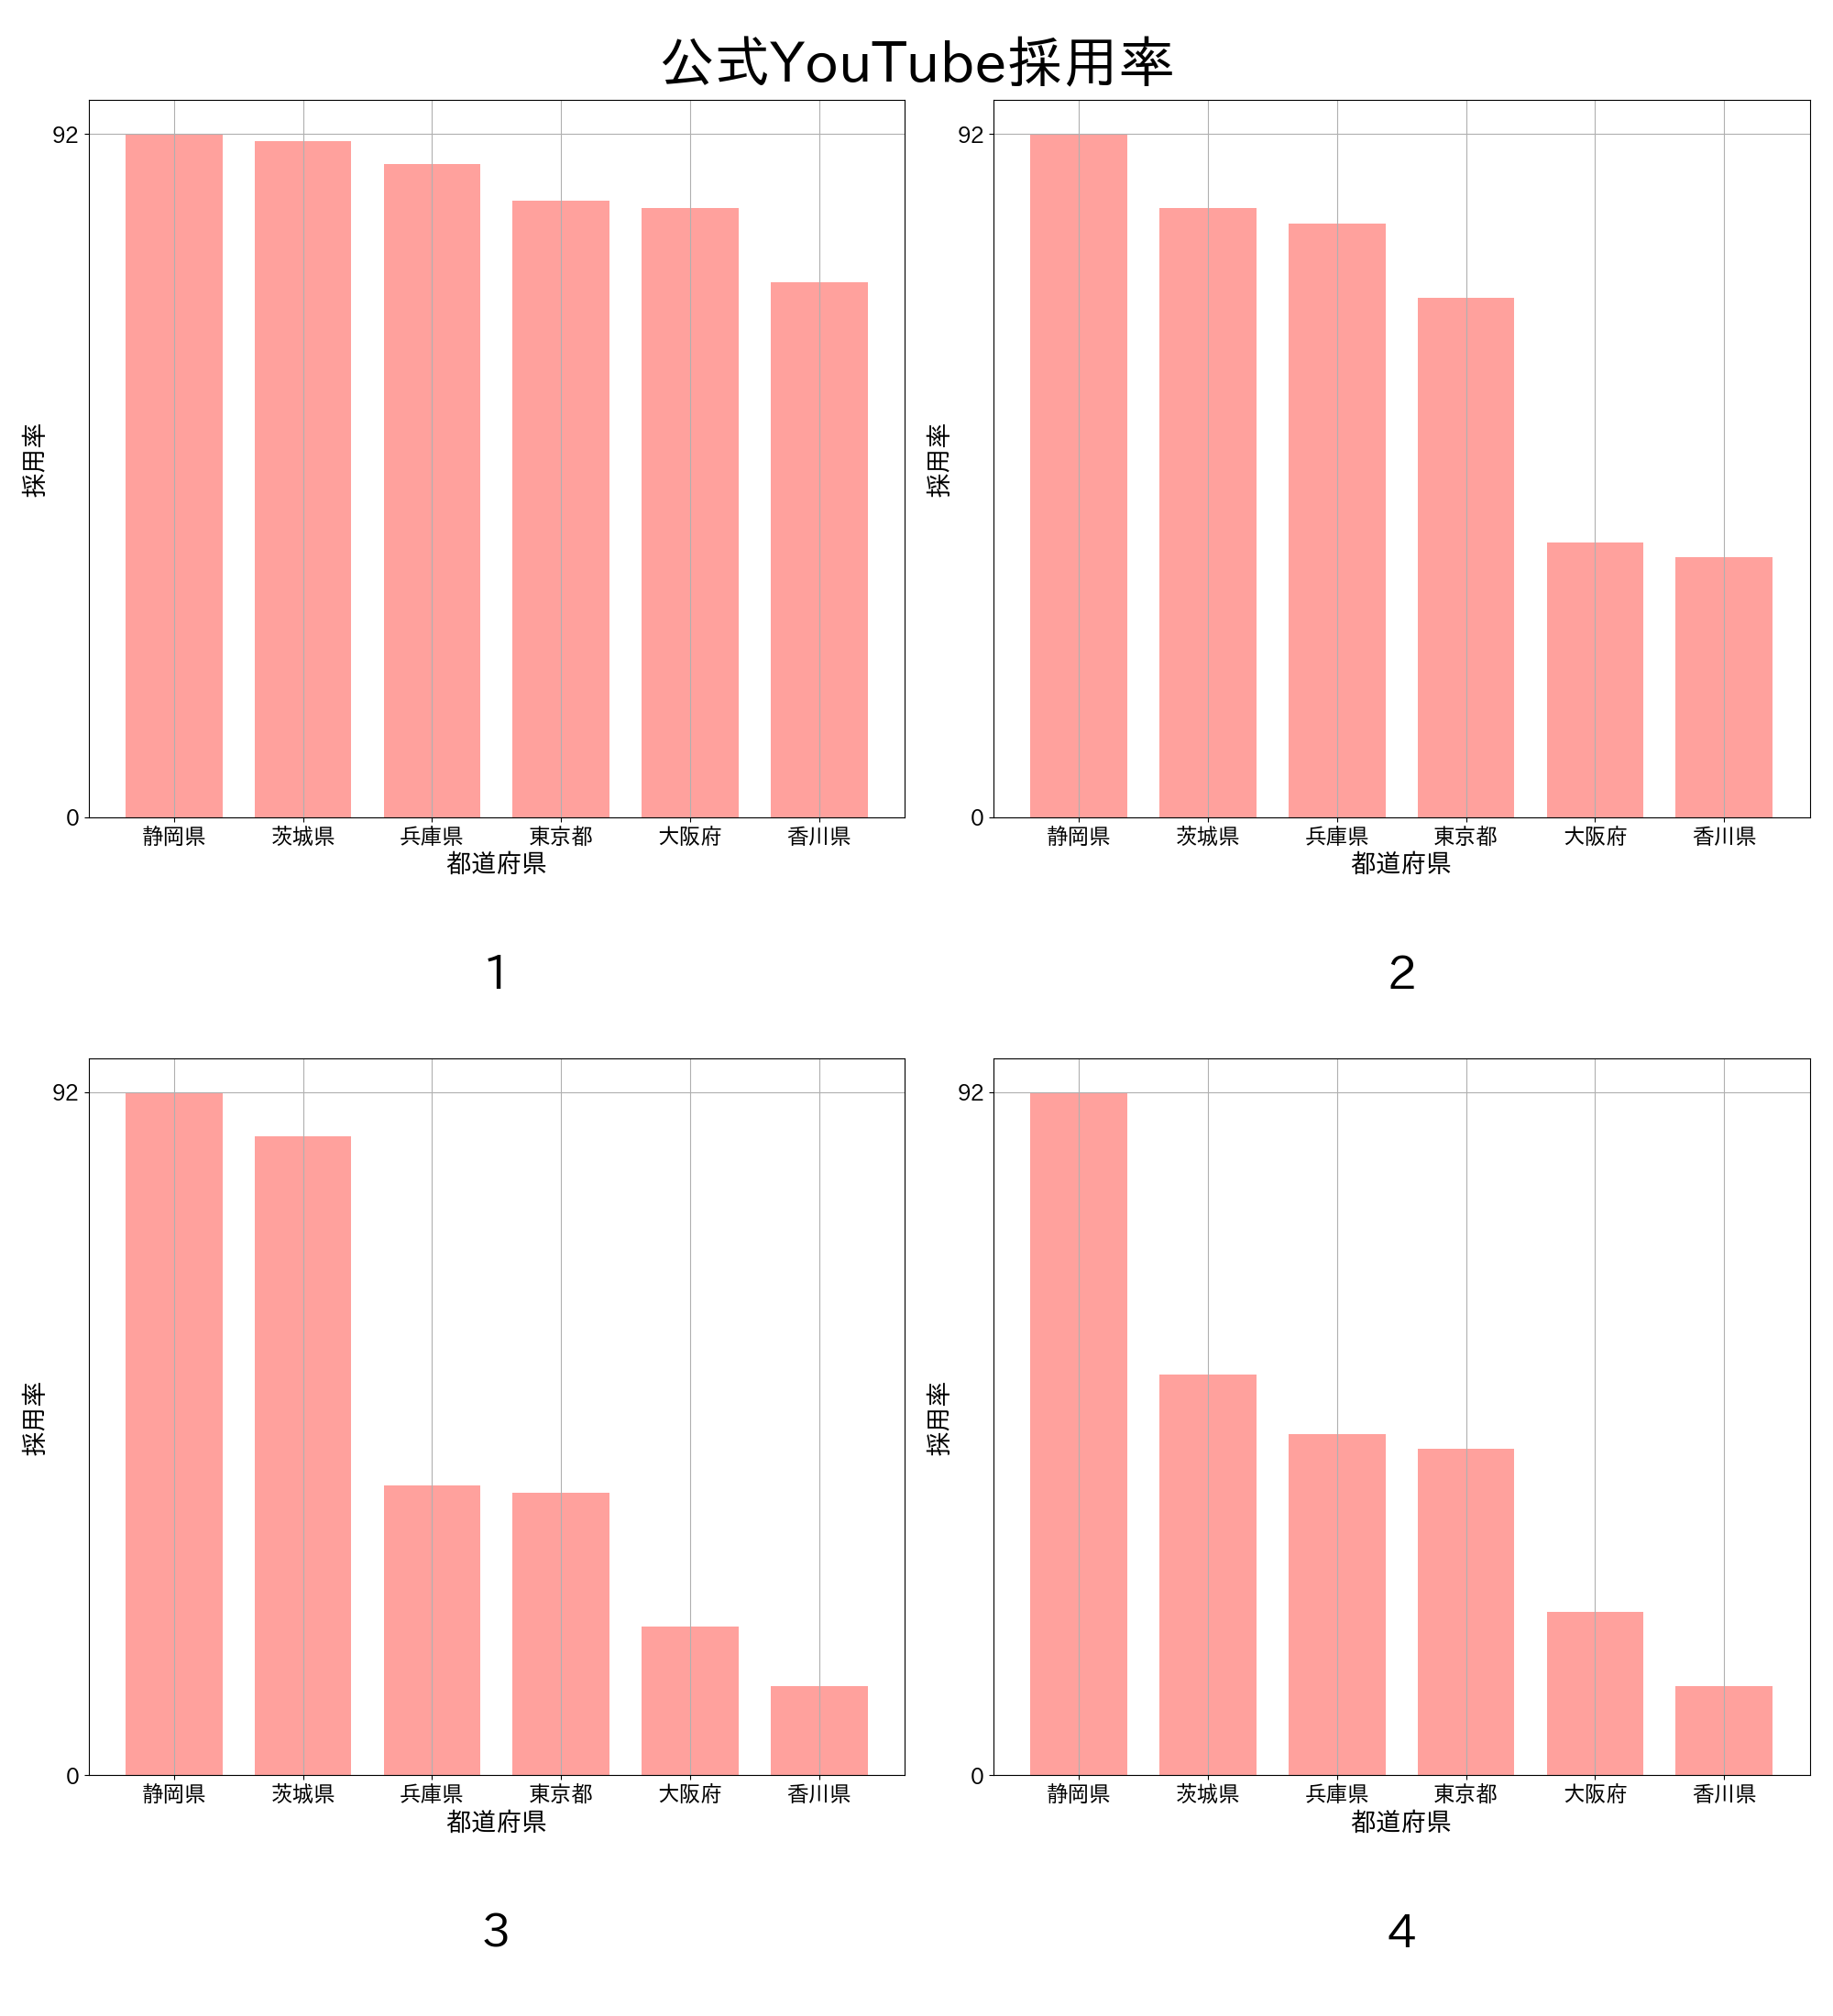 公式YouTube採用率
92
0
採用率
静岡県 茨城県 兵庫県 東京都 大阪府 香川県
都道府県
1
92
0
採用率
静岡県 茨城県 兵庫県 東京都 大阪府 香川県
都道府県
2
92
0
採用率
静岡県 茨城県 兵庫県 東京都 大阪府 香川県
都道府県
3
92
0
採用率
静岡県 茨城県 兵庫県 東京都 大阪府 香川県
都道府県
4